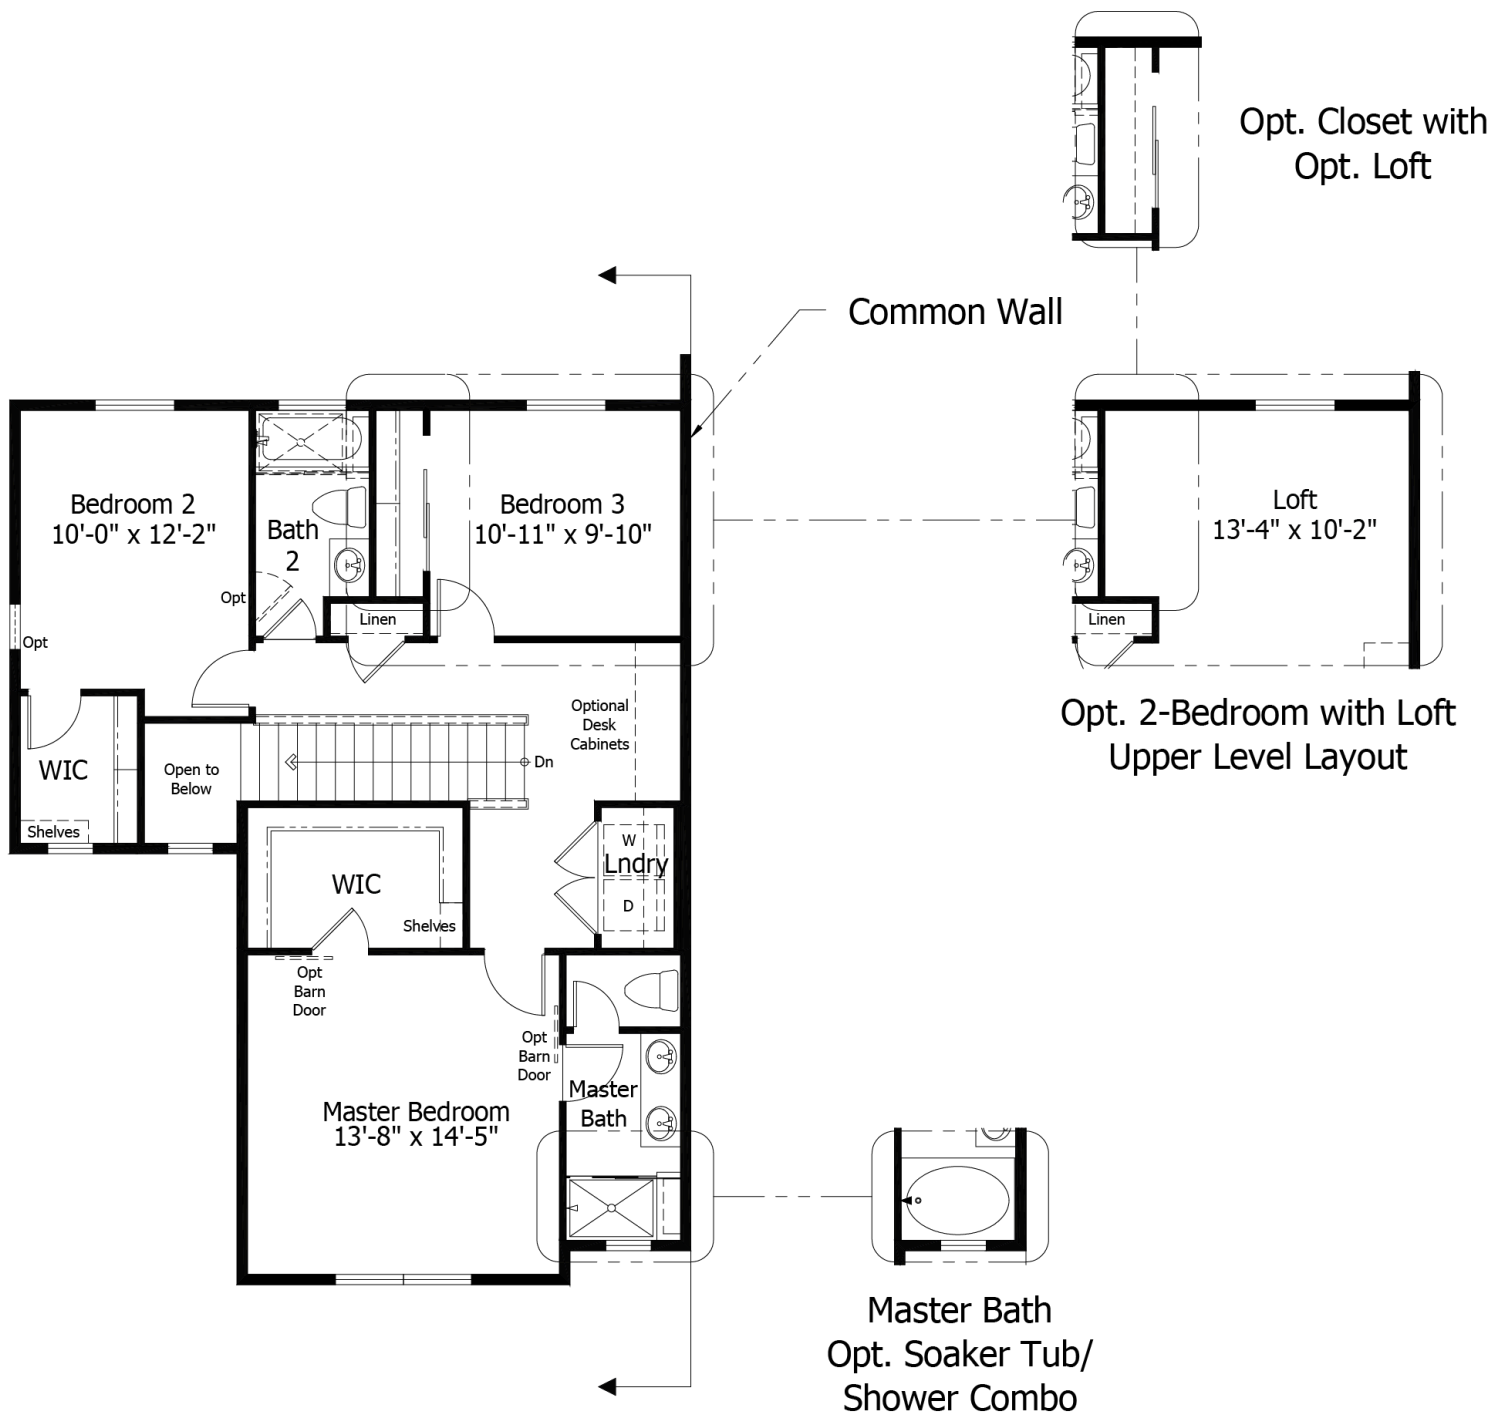 Opt. Closet with
Opt. Loft
Common Wall
Bedroom 2
10'-0" x 12'-2"
Bath
2
Bedroom 3
10'-11" x 9'-10"
Loft
13'-4" x 10'-2"
Opt
Linen
Linen
Opt
Optional
Desk
Cabinets
Opt. 2-Bedroom with Loft
Upper Level Layout
WIC
Open to
Below
Dn
Shelves
W
Lndry
D
WIC
Shelves
Opt
Barn
Door
Opt
Barn
Door
Master
Bath
Master Bedroom
13'-8" x 14'-5"
Master Bath
Opt. Soaker Tub/
Shower Combo